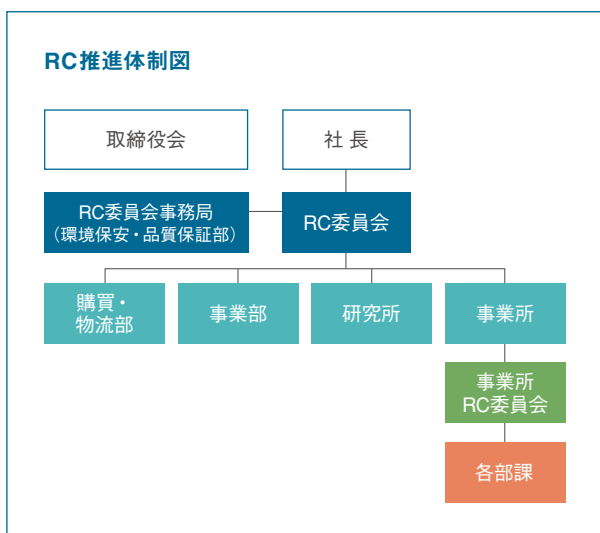 RC推進体制図
取締役会
社 長
RC委員会事務局
（環境保安・品質保証部）
RC委員会
購買・
物流部
事業部
研究所
事業所
事業所
RC委員会
各部課